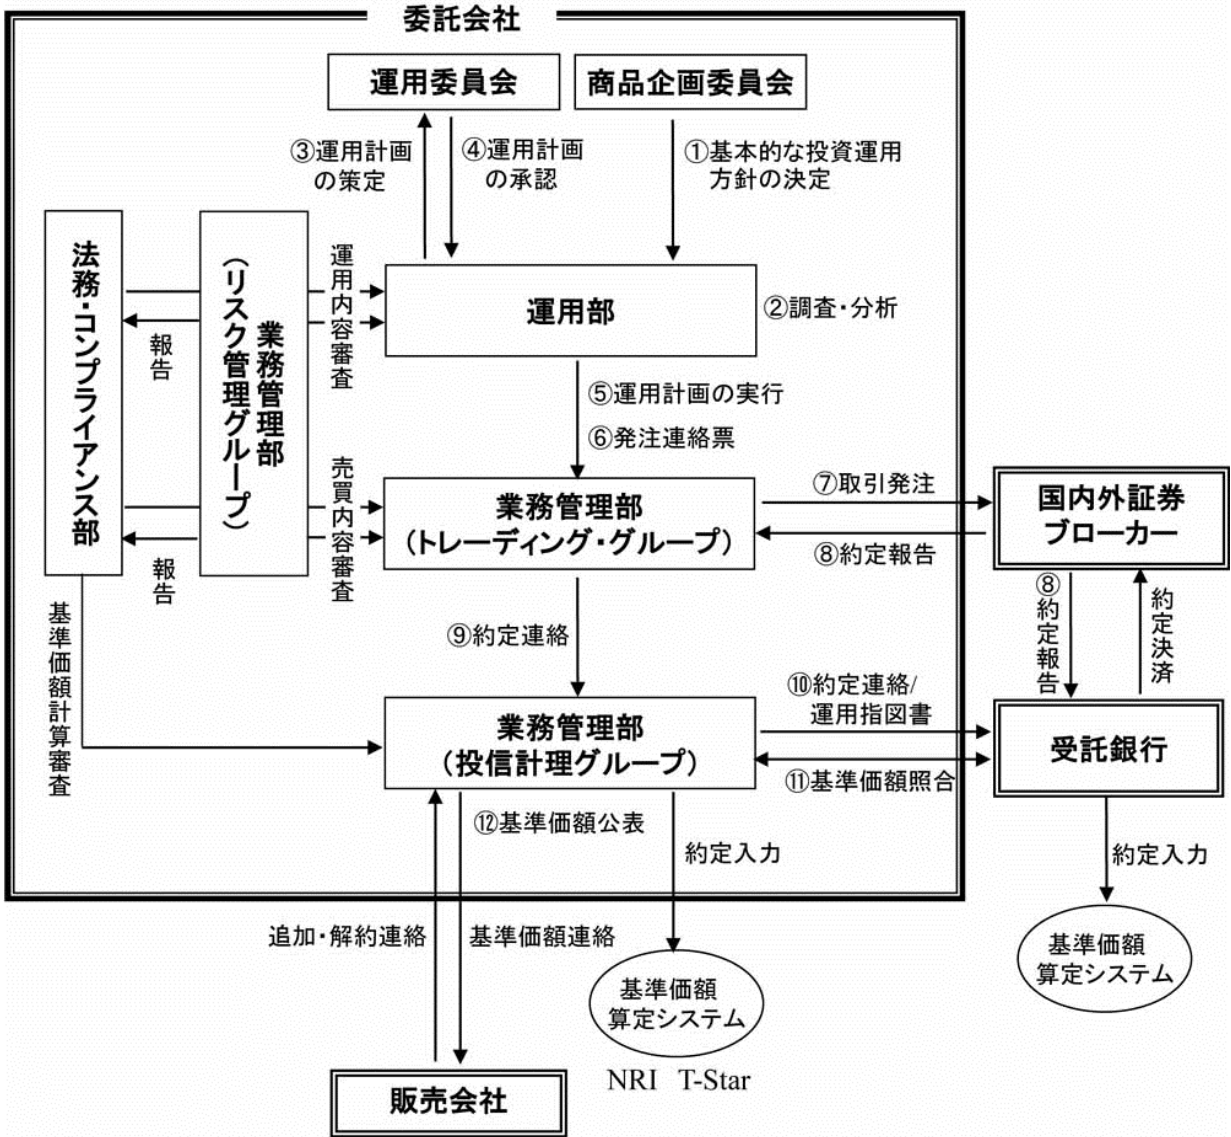 委託会社
運用委員会
商品企画委員会
③運用計画
の策定
④運用計画
の承認
①基本的な投資運用
方針の決定
法務・コンプライアンス部
業務管理部
（リスク管理グループ）
運用内容審査
報告
運用部
②調査・分析
⑤運用計画の実行
⑥発注連絡票
売買内容審査
報告
業務管理部
（トレーディング・グループ）
⑦取引発注
⑧約定報告
国内外証券
ブローカー
⑧約定報告
約定決済
⑨約定連絡
基準価額計算審査
業務管理部
（投信計理グループ）
⑩約定連絡/
運用指図書
⑪基準価額照合
受託銀行
⑫基準価額公表
約定入力
約定入力
追加・解約連絡
基準価額連絡
基準価額
算定システム
基準価額
算定システム
NRI T-Star
販売会社